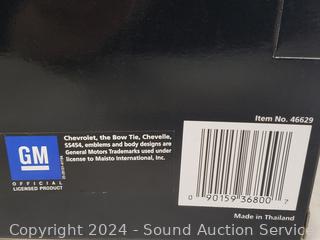 Item No. 46629
Chevrolet, the Bow Tie, Chevelle,
SS454, emblems and body designs are
General Motors Trademarks used under
license to Maisto International, Inc.
GM
OFFICIAL
LICENSED PRODUCT
0 90159 36800 7
Made in Thailand
Copyright 2024 - Sound Auction Service